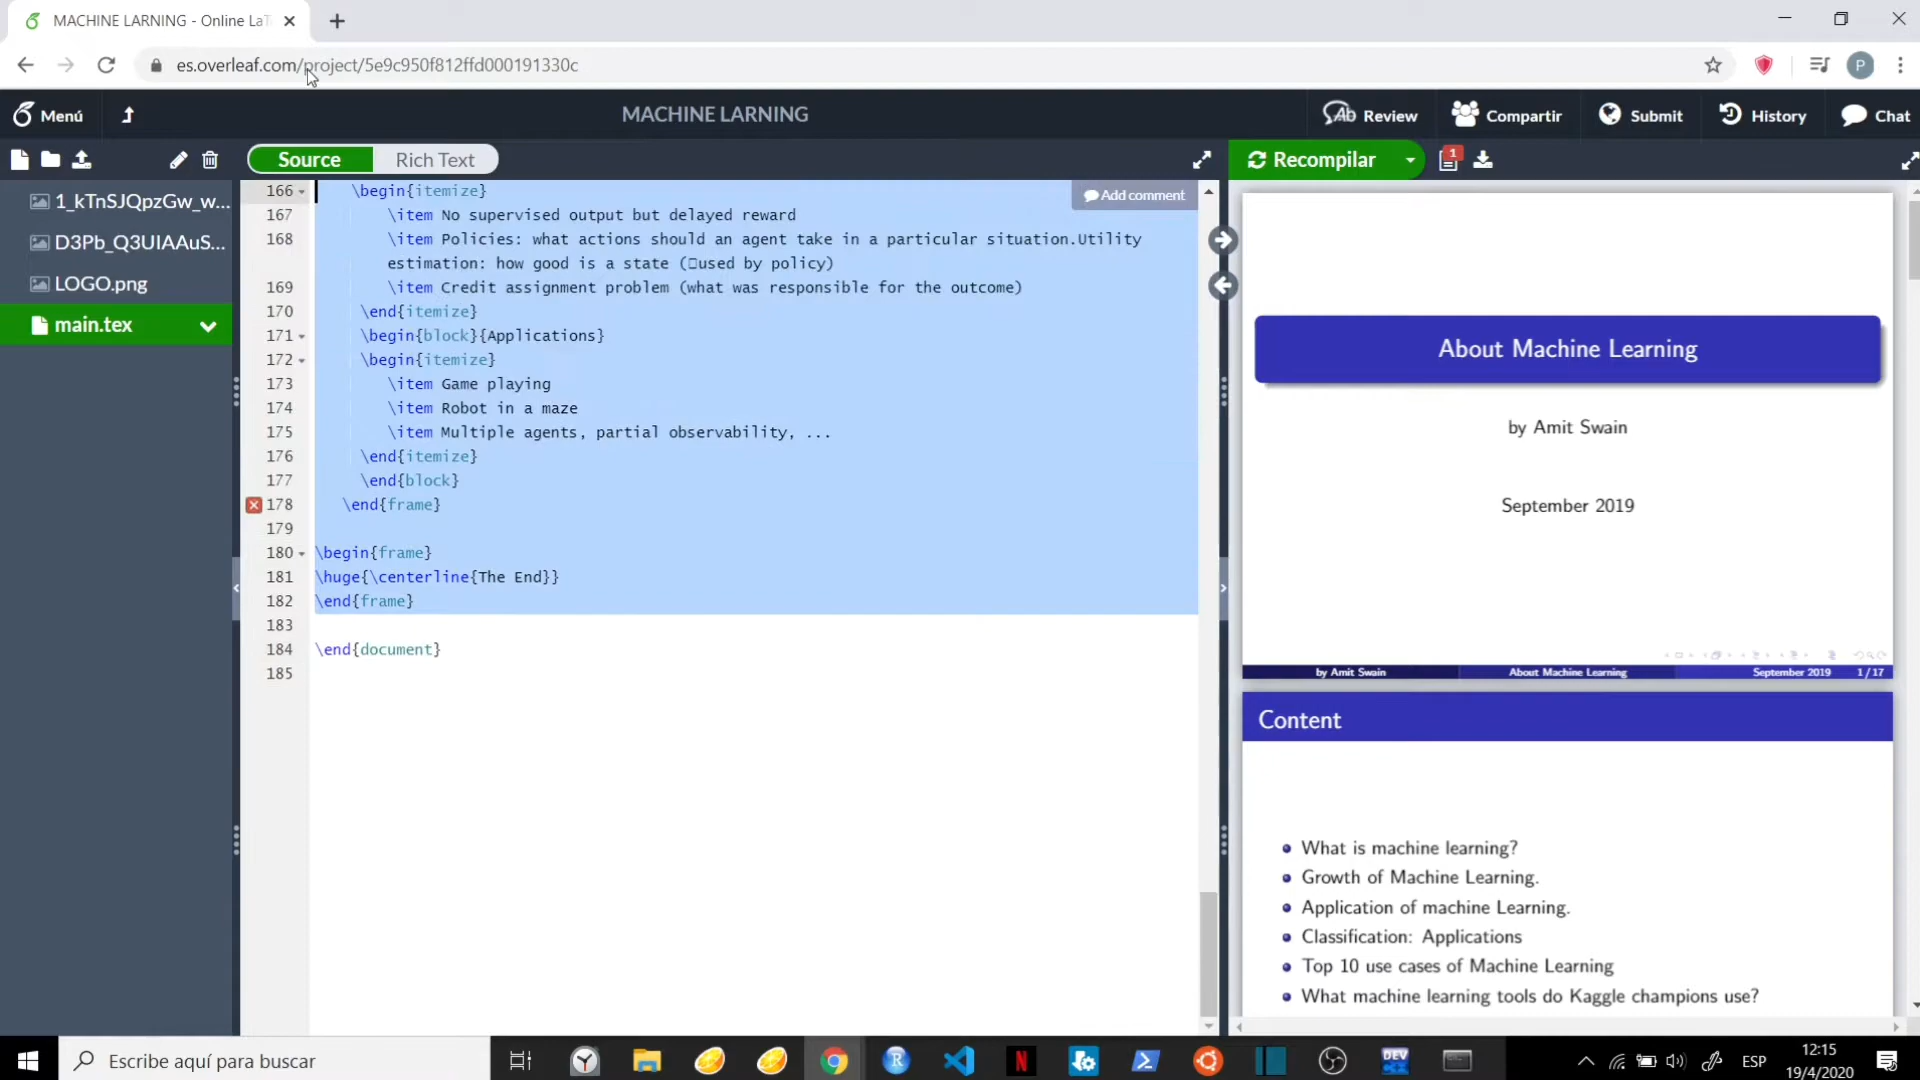 MACHINE LARNING - Online LaT
es.overleaf.com/project/5e9c950f812ffd000191330c
P
Menú
MACHINE LARNING
Review
Compartir
Submit
History
Chat
Source
Rich Text
Recompilar
1
1_kTnSJQpzGw_w...
D3Pb_Q3UIAAuS...
LOGO.png
main.tex
Add comment
166 \begin{itemize}
167 \item No supervised output but delayed reward
168 \item Policies: what actions should an agent take in a particular situation.Utility
estimation: how good is a state (used by policy)
169 \item Credit assignment problem (what was responsible for the outcome)
170 \end{itemize}
171 \begin{block}{Applications}
172 \begin{itemize}
173 \item Game playing
174 \item Robot in a maze
175 \item Multiple agents, partial observability, ...
176 \end{itemize}
177 \end{block}
178 \end{frame}
179
180 \begin{frame}
181 \huge{\centerline{The End}}
182 \end{frame}
183
184 \end{document}
185
About Machine Learning
by Amit Swain
September 2019
by Amit Swain About Machine Learning September 2019 1/17
Content
What is machine learning?
Growth of Machine Learning.
Application of machine Learning.
Classification: Applications
Top 10 use cases of Machine Learning
What machine learning tools do Kaggle champions use?
Escribe aquí para buscar
R
N
DEV
ESP
12:15
19/4/2020